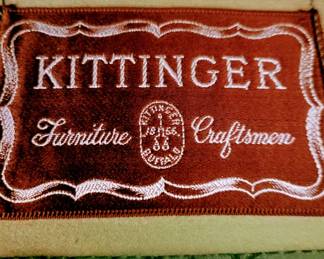 KITTINGER
Furniture Craftsmen
KITTINGER
1866
BUFFALO